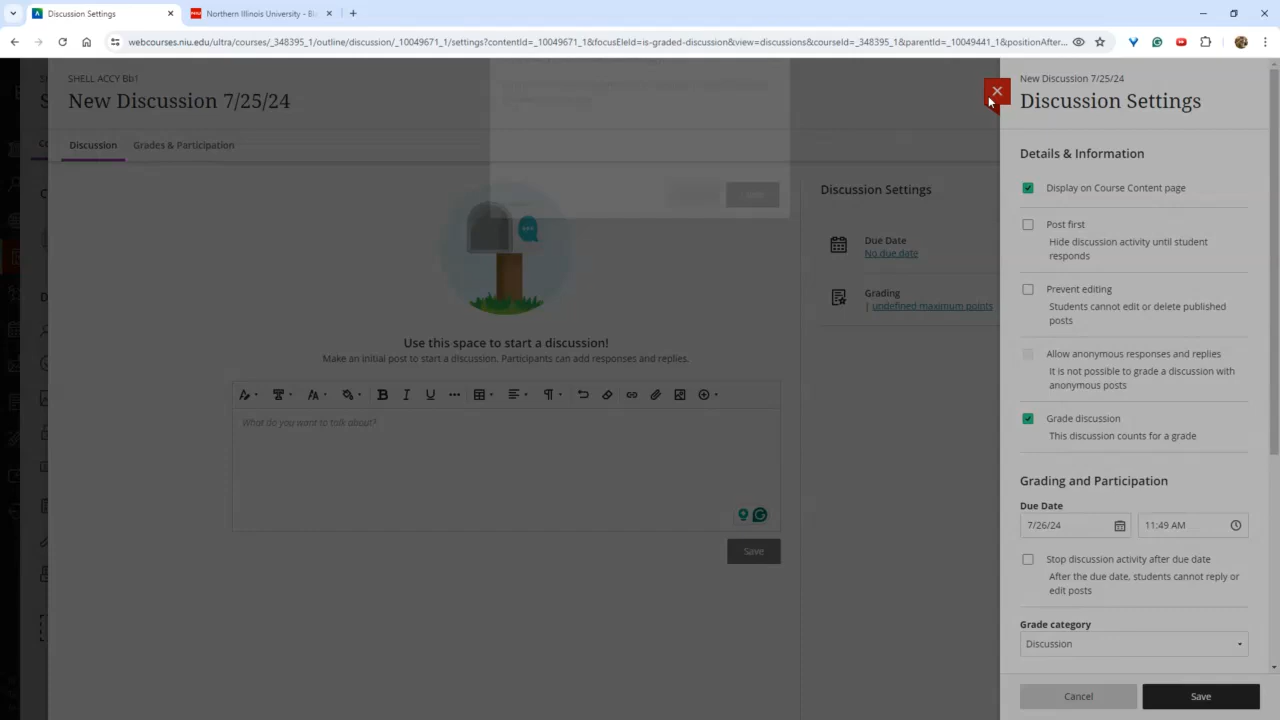 Discussion Settings
Northern Illinois University - Bl
webcourses.niu.edu/ultra/courses/_348395_1/outline/discussion/_10049671_1/settings?contentId=_10049671_1&focusEleId=is-graded-discussion&view=discussions&courseId=_348395_1&parentId=_10049441_1&positionAfter...
SHELL ACCY Bb1
New Discussion 7/25/24
Discussion
Grades & Participation
Use this space to start a discussion!
Make an initial post to start a discussion. Participants can add responses and replies.
What do you want to talk about?
Save
Discussion Settings
Due Date
No due date
Grading
| undefined maximum points
New Discussion 7/25/24
Discussion Settings
Details & Information
Display on Course Content page
Post first
Hide discussion activity until student
responds
Prevent editing
Students cannot edit or delete published
posts
Allow anonymous responses and replies
It is not possible to grade a discussion with
anonymous posts
Grade discussion
This discussion counts for a grade
Grading and Participation
Due Date
7/26/24
11:49 AM
Stop discussion activity after due date
After the due date, students cannot reply or
edit posts
Grade category
Discussion
Cancel
Save